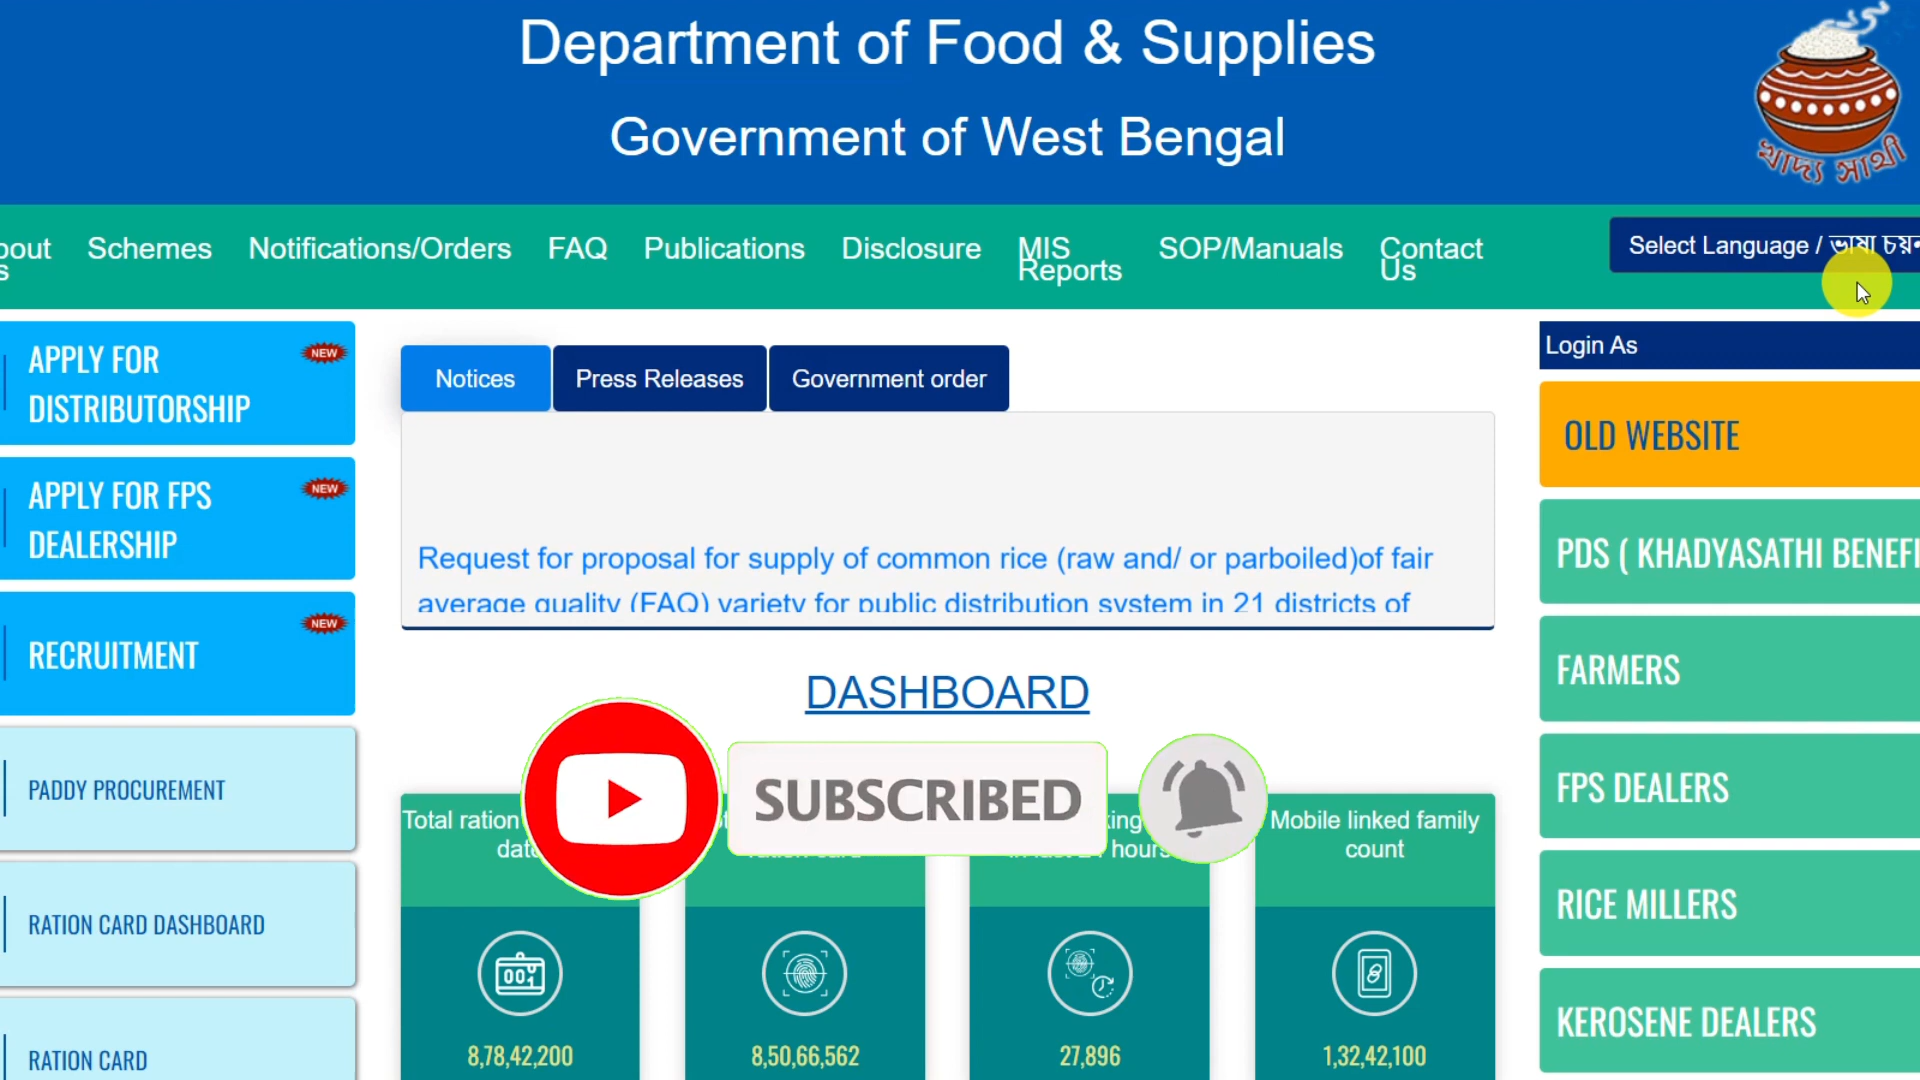 Department of Food & Supplies
Government of West Bengal
খাদ্য সাথী
Schemes
Notifications/Orders
FAQ
Publications
Disclosure
MIS
Reports
SOP/Manuals
Contact
Us
Select Language / ভাষা
APPLY FOR
DISTRIBUTORSHIP
NEW
APPLY FOR FPS
DEALERSHIP
NEW
RECRUITMENT
NEW
PADDY PROCUREMENT
RATION CARD DASHBOARD
RATION CARD
Notices
Press Releases
Government order
Request for proposal for supply of common rice (raw and/ or parboiled)of fair
average quality (FAQ) variety for public distribution system in 21 districts of
DASHBOARD
SUBSCRIBED
Total ration
8,78,42,200
8,50,66,562
hours
27,896
Mobile linked family
count
1,32,42,100
Login As
OLD WEBSITE
PDS ( KHADYASATHI
FARMERS
FPS DEALERS
RICE MILLERS
KEROSENE DEALERS